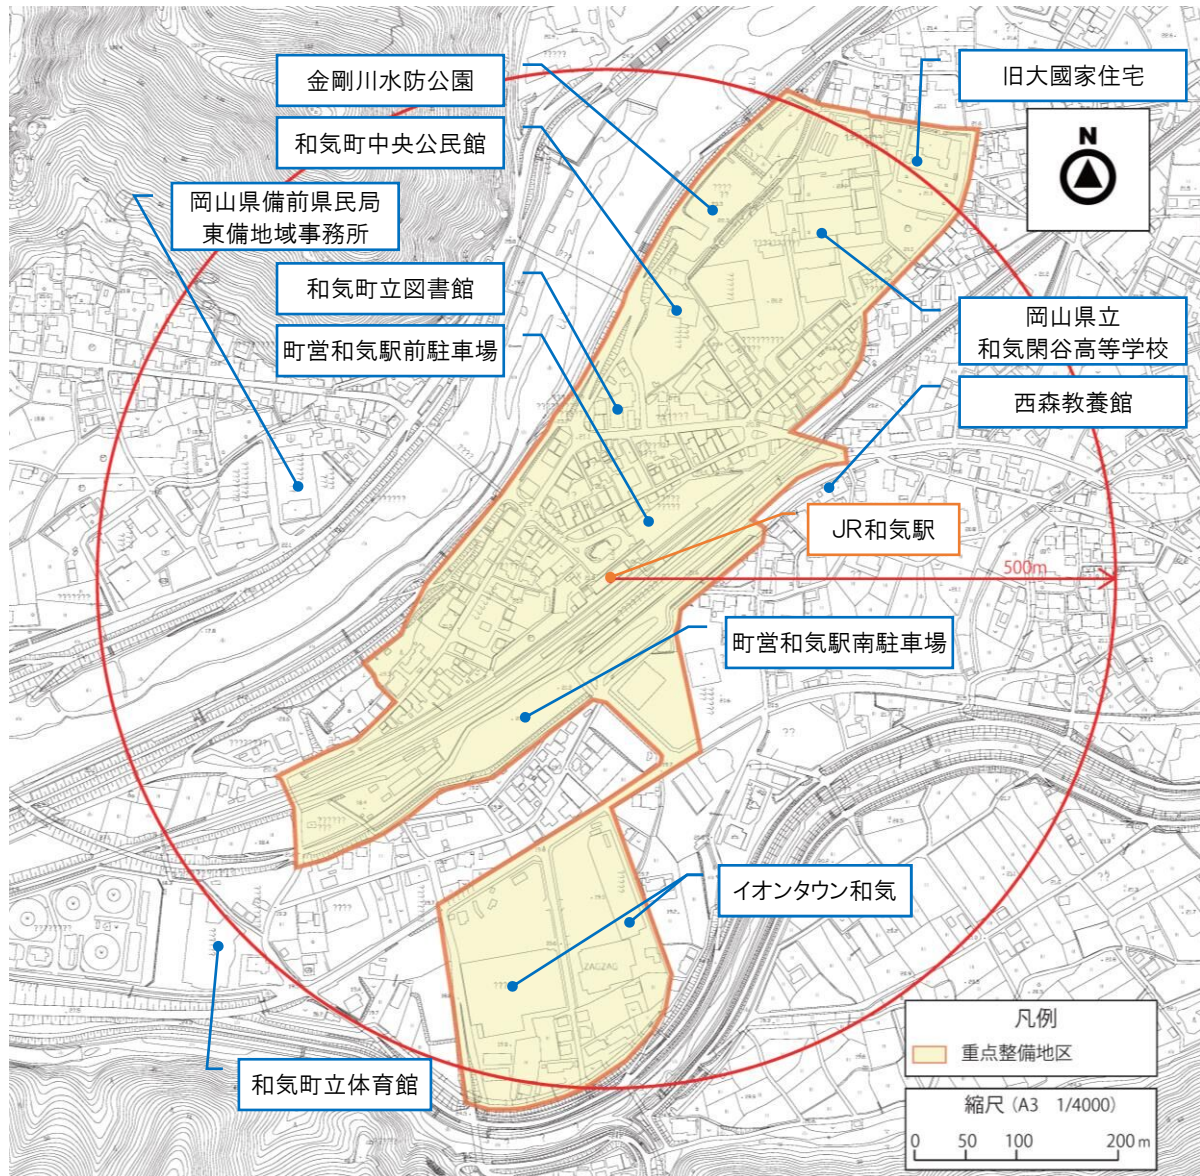 金剛川水防公園
旧大國家住宅
和気町中央公民館
N
岡山県備前県民局
東備地域事務所
和気町立図書館
岡山県立
和気閑谷高等学校
町営和気駅前駐車場
西森教養館
JR和気駅
500m
町営和気駅南駐車場
イオンタウン和気
ZAGZAG
和気町立体育館
凡例
重点整備地区
縮尺 (A3 1/4000)
0 50 100 200 m